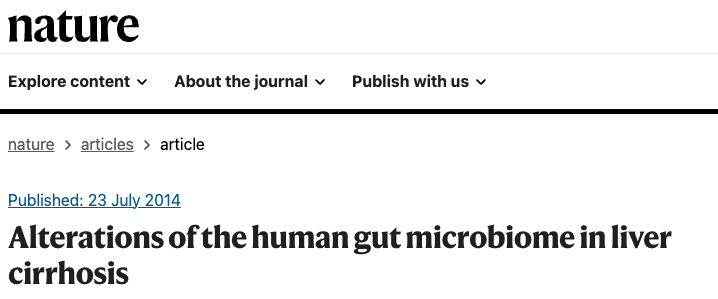 nature
Explore content About the journal Publish with us
nature > articles > article
Published: 23 July 2014
Alterations of the human gut microbiome in liver
cirrhosis